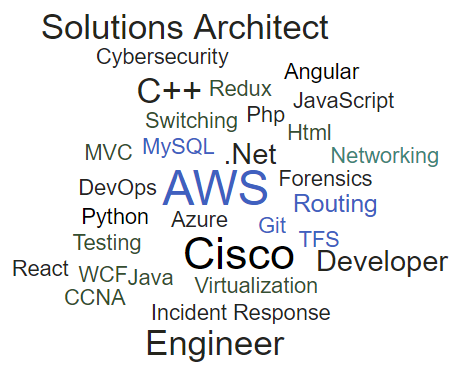 Solutions Architect
Cybersecurity
Angular
C++ Redux
JavaScript
Switching Php
Html
MVC MySQL .Net Networking
DevOps AWS Forensics
Routing
Python Azure Git
Testing TFS
Cisco Developer
React WCF Java Virtualization
CCNA
Incident Response
Engineer